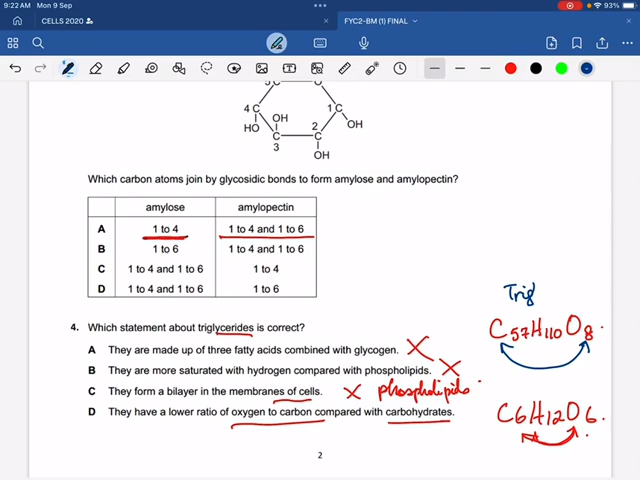 9:22 AM Mon 9 Sep
93%
CELLS 2020
FYC2-BM (1) FINAL
5C
O
4 C
1C
OH
2
HO
C
C
OH
3
OH
Which carbon atoms join by glycosidic bonds to form amylose and amylopectin?
amylose amylopectin
A 1 to 4 1 to 4 and 1 to 6
B 1 to 6 1 to 4 and 1 to 6
C 1 to 4 and 1 to 6 1 to 4
D 1 to 4 and 1 to 6 1 to 6
Trig
C57H110O8.
4. Which statement about triglycerides is correct?
A They are made up of three fatty acids combined with glycogen.
B They are more saturated with hydrogen compared with phospholipids.
C They form a bilayer in the membranes of cells. phospholipids.
D They have a lower ratio of oxygen to carbon compared with carbohydrates.
C6H12O6.
2